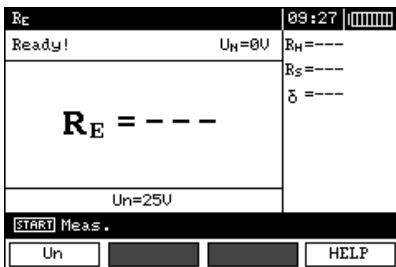 RE 09:27
Ready! UN=0V
RH=---
RS=---
δ =---
RE = ---
Un=25V
START Meas.
Un HELP